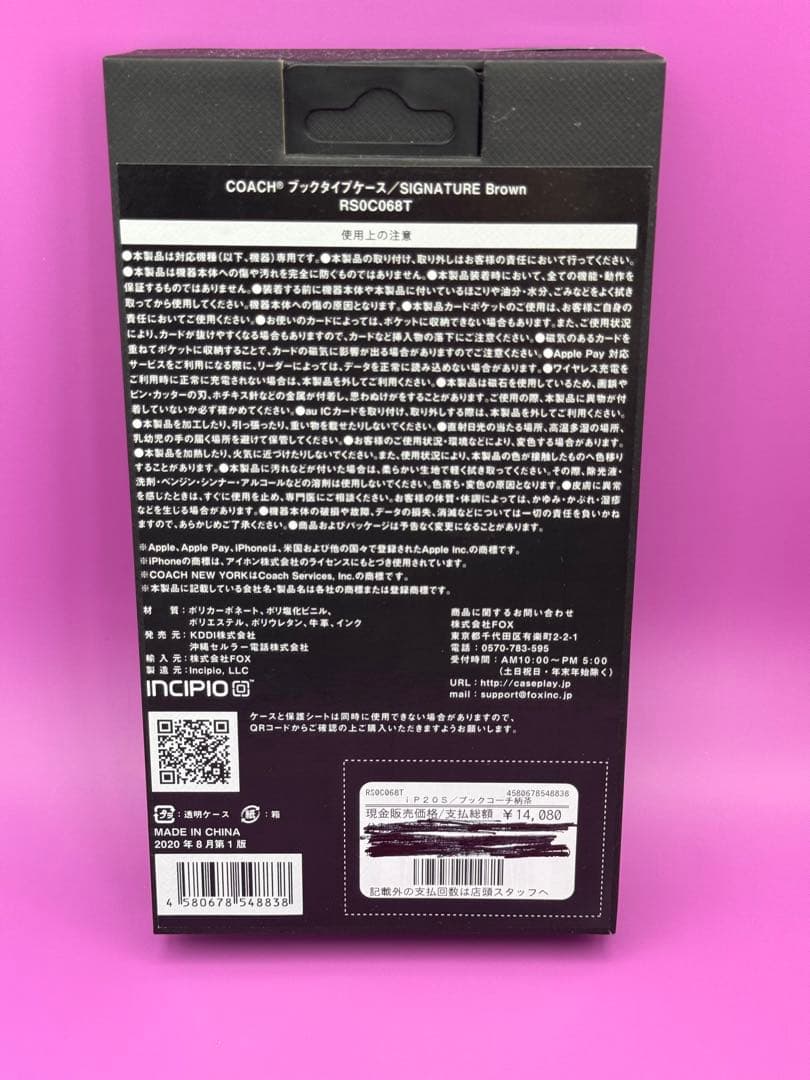 COACH® ブックタイプケース／SIGNATURE Brown
RS0C068T
使用上の注意
●本製品は対応機種（以下、機器）専用です。●本製品の取り付け、取り外しはお客様の責任において行ってください。
●本製品は機器本体への傷や汚れを完全に防ぐものではありません。●本製品装着時において、全ての機能・動作を
保証するものではありません。●装着する前に機器本体や本製品に付いているほこりや油分・水分、ごみなどをよく拭き
取ってから使用してください。機器本体への傷の原因となります。●本製品カードポケットのご使用は、お客様ご自身の
責任においてご使用ください。●お使いのカードによっては、ポケットに収納できない場合もあります。また、ご使用状況
により、カードが抜けやすくなる場合もありますので、カードなど挿入物の落下にご注意ください。●磁気のあるカードを
重ねてポケットに収納することで、カードの磁気に影響が出る場合がありますのでご注意ください。●Apple Pay 対応
サービスをご利用になる際に、リーダーによっては、データを正常に読み込めない場合があります。●ワイヤレス充電を
ご利用時に正常に充電されない場合は、本製品を外してご利用ください。●本製品は磁石を使用しているため、画鋲や
ピン・カッターの刃、ホチキス針などの金属が付着し、思わぬけがをすることがあります。ご使用の際、本製品に異物が付
着していないか必ず確かめてください。●au ICカードを取り付け、取り外しする際は、本製品を外してご利用ください。
●本製品を加工したり、引っ張ったり、重い物を載せたりしないでください。●直射日光の当たる場所、高温多湿の場所、
乳幼児の手の届く場所を避けて保管してください。●お客様のご使用状況・環境などにより、変色する場合があります。
●本製品を加熱したり、火気に近づけたりしないでください。また、使用状況により、本製品の色が接触したものへ色移り
することがあります。●本製品に汚れなどが付いた場合は、柔らかい生地で軽く拭き取ってください。その際、除光液・
洗剤・ベンジン・シンナー・アルコールなどの溶剤は使用しないでください。色落ち・変色の原因となります。●皮膚に異常
を感じたときは、すぐに使用を止め、専門医にご相談ください。お客様の体質・体調によっては、かゆみ・かぶれ・湿疹
などを生じる場合があります。●機器本体の破損や故障、データの損失、消滅などについては一切の責任を負いかね
ますので、あらかじめご了承ください。●商品およびパッケージは予告なく変更になることがあります。
※Apple、Apple Pay、iPhoneは、米国および他の国々で登録されたApple Inc.の商標です。
※iPhoneの商標は、アイホン株式会社のライセンスにもとづき使用されています。
※COACH NEW YORKはCoach Services, Inc.の商標です。
※本製品に記載している会社名・製品名は各社の商標または登録商標です。
材 質：ポリカーボネート、ポリ塩化ビニル、
ポリエステル、ポリウレタン、牛革、インク
発 売 元：KDDI株式会社
沖縄セルラー電話株式会社
輸 入 元：株式会社FOX
製 造 元：Incipio, LLC
INCIPIO™
商品に関するお問い合わせ
株式会社FOX
東京都千代田区有楽町2-2-1
電話：0570-783-595
受付時間：AM10:00～PM 5:00
（土日祝日・年末年始除く）
URL：http://caseplay.jp
mail：support@foxinc.jp
ケースと保護シートは同時に使用できない場合がありますので、
QRコードからご確認の上ご購入いただきますようお願いします。
プラ：透明ケース 紙：箱
MADE IN CHINA
2020 年 8 月第 1 版
4 580678 548838
RS0C068T 4580678548838
iP20S／ブックコーチ柄茶
現金販売価格/支払総額 ￥14,080
記載外の支払回数は店頭スタッフへ